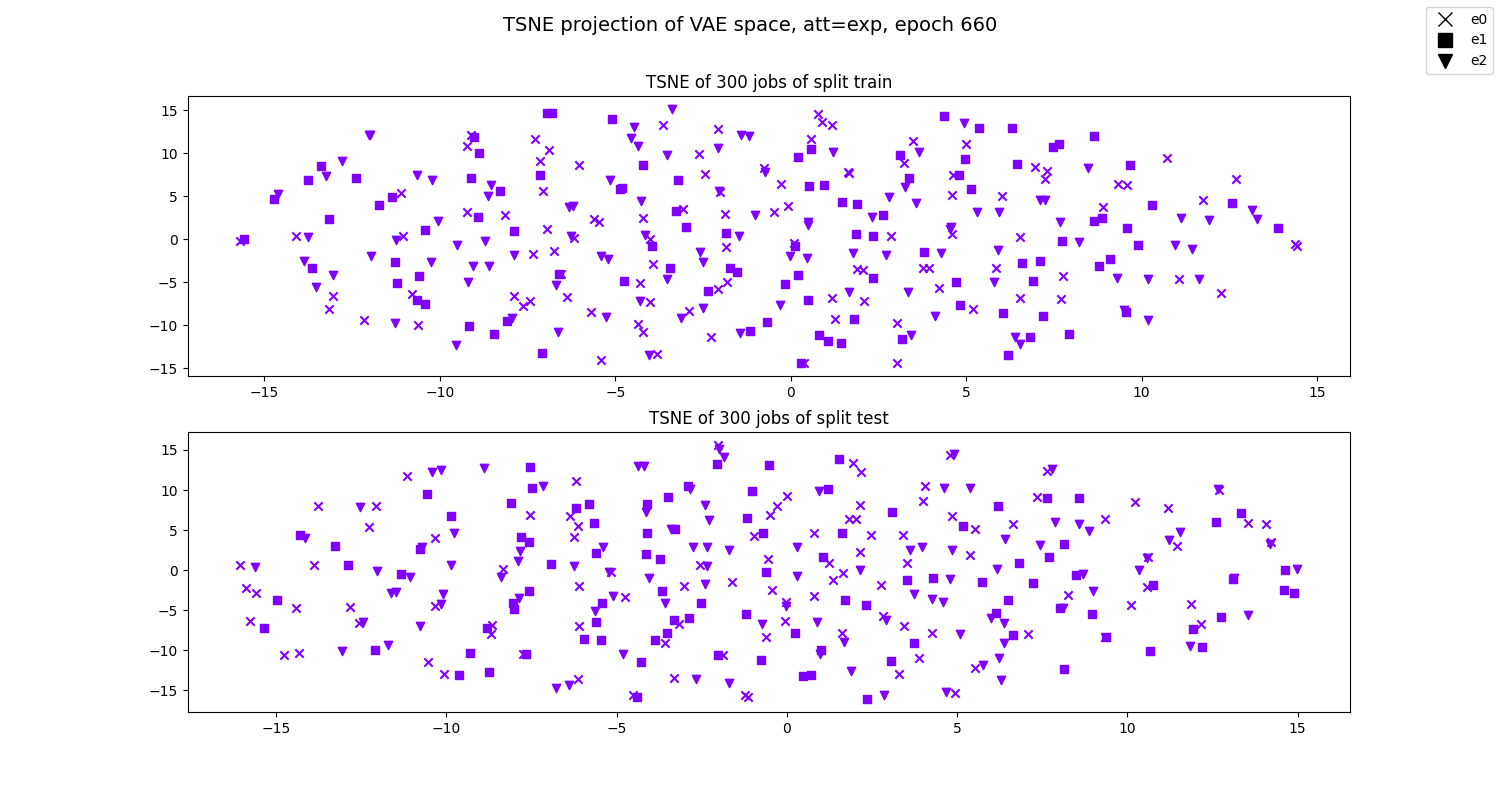 TSNE projection of VAE space, att=exp, epoch 660
e0
e1
e2
TSNE of 300 jobs of split train
15
10
5
0
−5
−10
−15
−15 −10 −5 0 5 10 15
TSNE of 300 jobs of split test
15
10
5
0
−5
−10
−15
−15 −10 −5 0 5 10 15